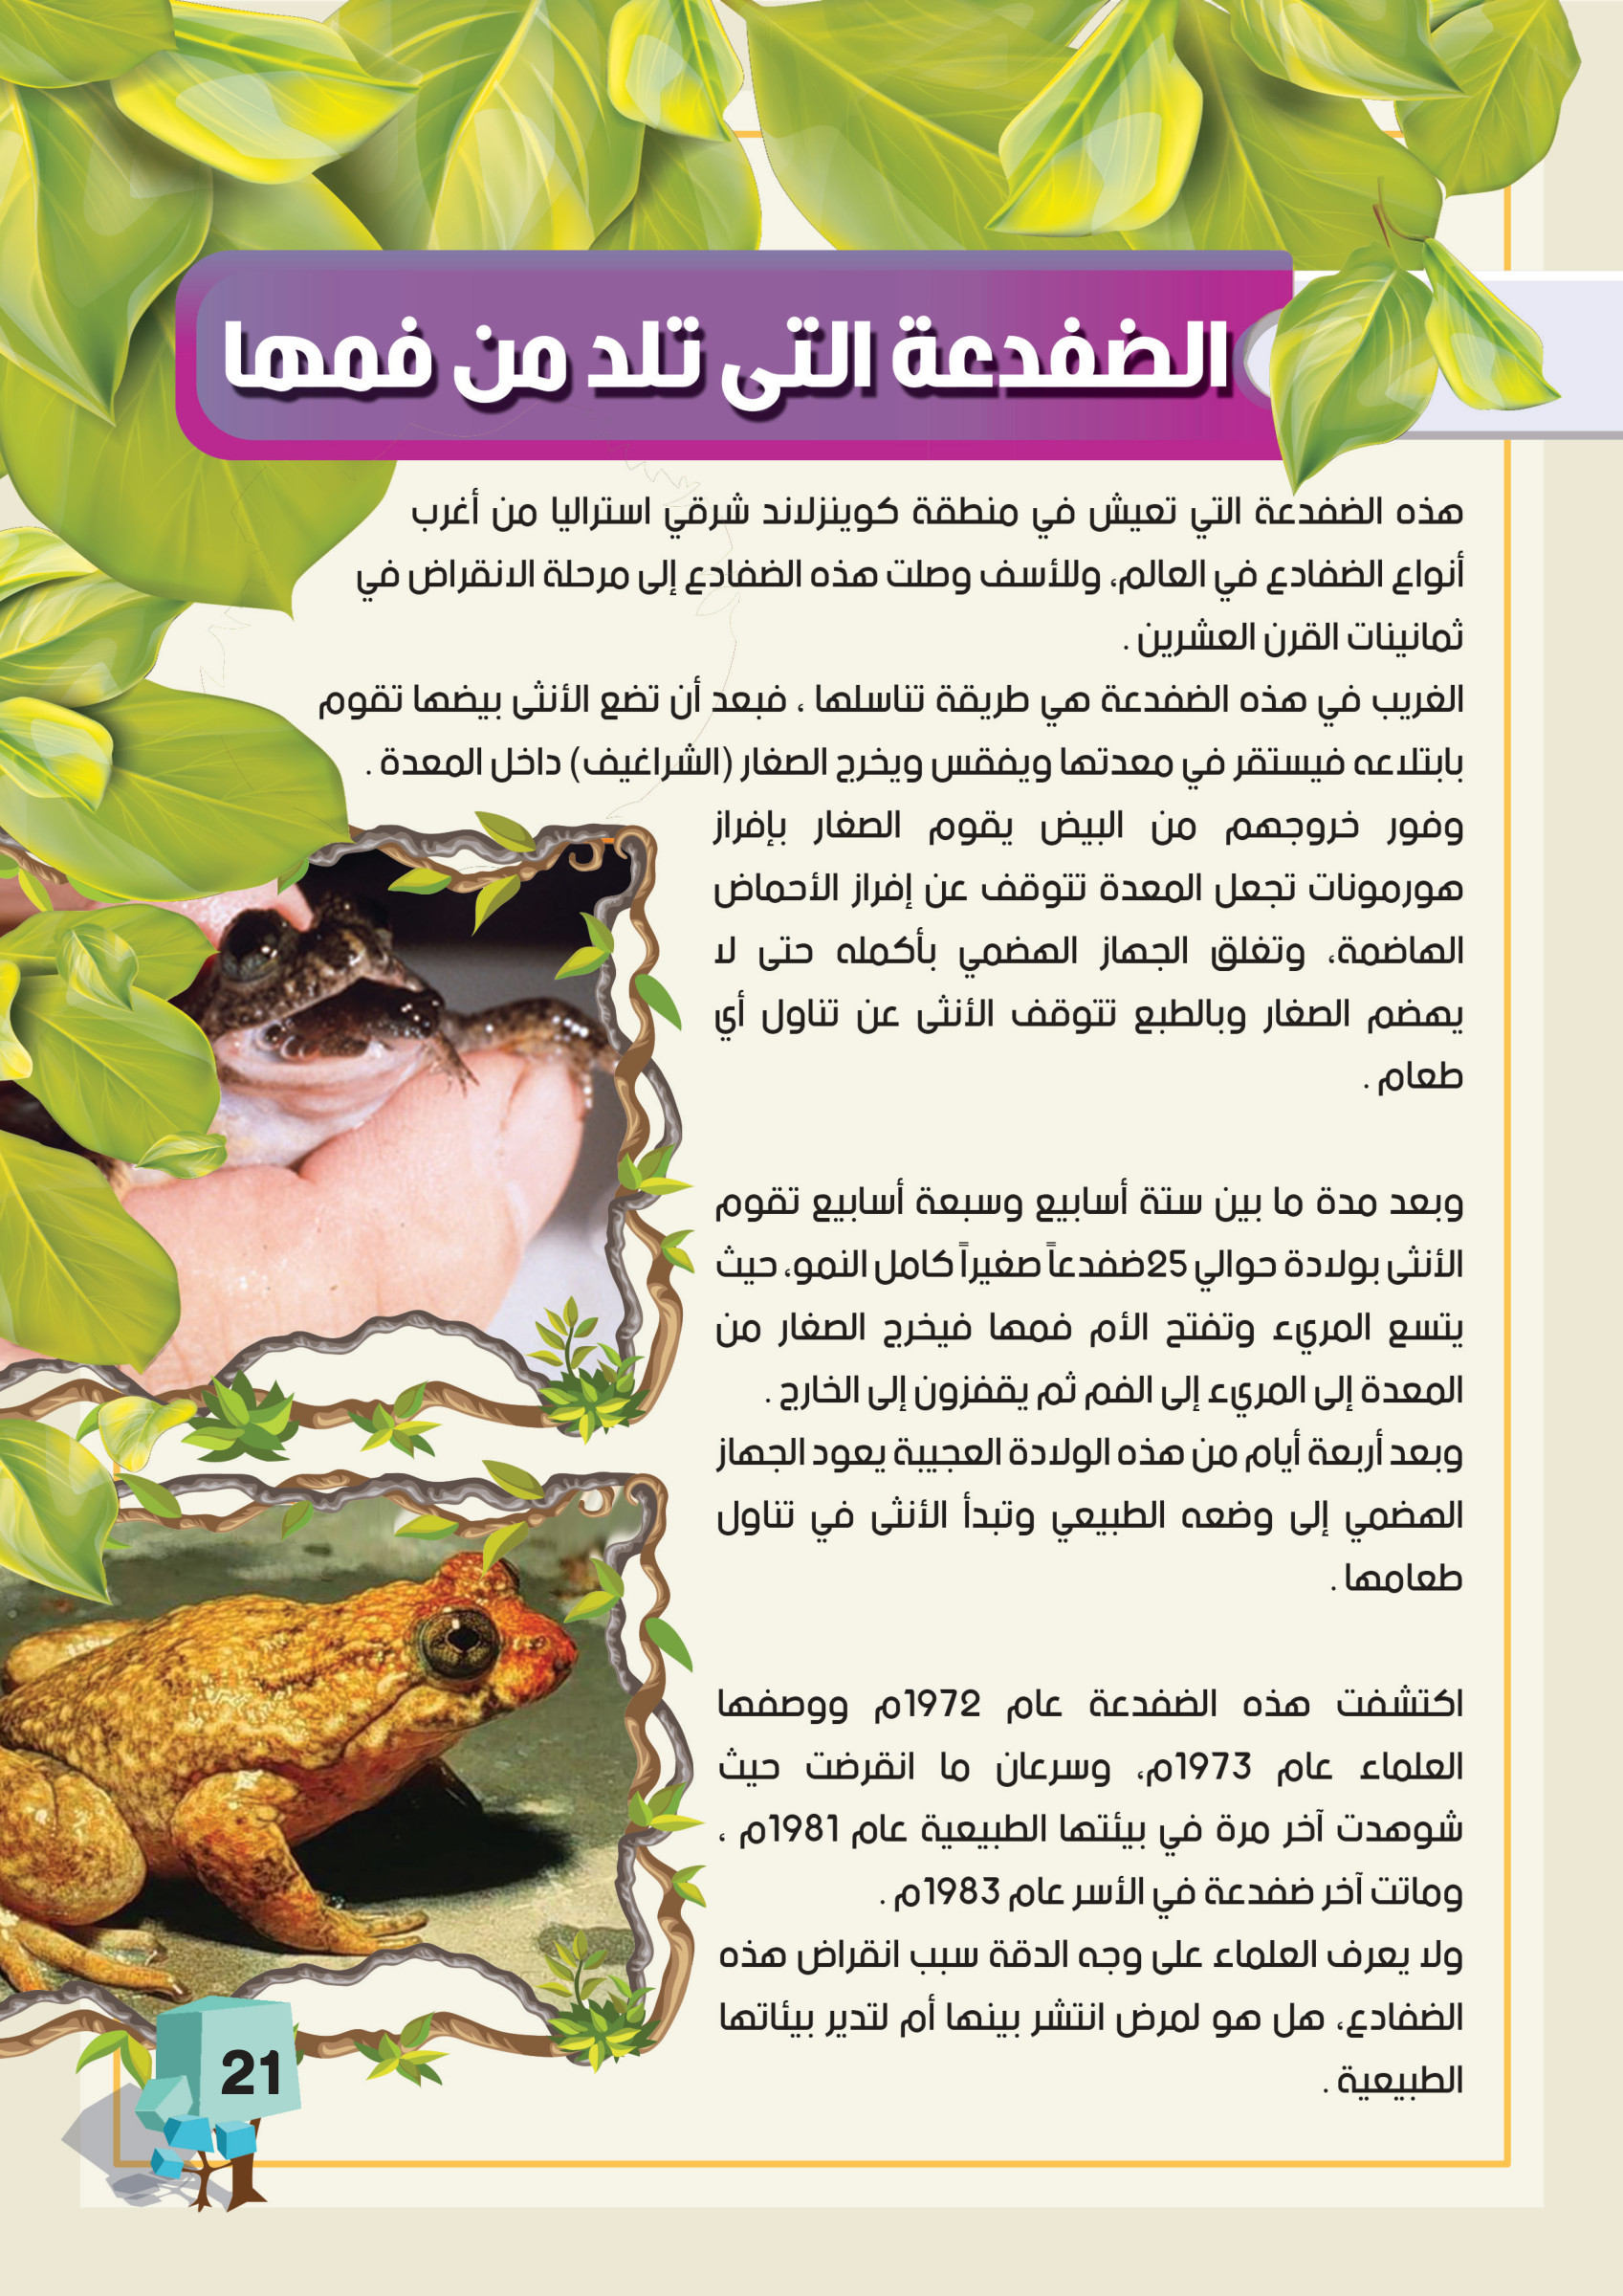 الضفدعة التى تلد من فمها
هذه الضفدعة التي تعيش في منطقة كوينزلاند شرقي استراليا من أغرب
أنواع الضفادع في العالم، وللأسف وصلت هذه الضفادع إلى مرحلة الانقراض في
ثمانينات القرن العشرين .
الغريب في هذه الضفدعة هي طريقة تناسلها ، فبعد أن تضع الأنثى بيضها تقوم
بابتلاعه فيستقر في معدتها ويفقس ويخرج الصغار (الشراغيف) داخل المعدة .
وفور خروجهم من البيض يقوم الصغار بإفراز
هورمونات تجعل المعدة تتوقف عن إفراز الأحماض
الهاضمة، وتغلق الجهاز الهضمي بأكمله حتى لا
يهضم الصغار وبالطبع تتوقف الأنثى عن تناول أي
طعام .
وبعد مدة ما بين ستة أسابيع وسبعة أسابيع تقوم
الأنثى بولادة حوالي 25ضفدعاً صغيراً كامل النمو، حيث
يتسع المريء وتفتح الأم فمها فيخرج الصغار من
المعدة إلى المريء إلى الفم ثم يقفزون إلى الخارج .
وبعد أربعة أيام من هذه الولادة العجيبة يعود الجهاز
الهضمي إلى وضعه الطبيعي وتبدأ الأنثى في تناول
طعامها .
اكتشفت هذه الضفدعة عام 1972م ووصفها
العلماء عام 1973م، وسرعان ما انقرضت حيث
شوهدت آخر مرة في بيئتها الطبيعية عام 1981م ،
وماتت آخر ضفدعة في الأسر عام 1983م .
ولا يعرف العلماء على وجه الدقة سبب انقراض هذه
الضفادع، هل هو لمرض انتشر بينها أم لتدير بيئاتها
الطبيعية .
21